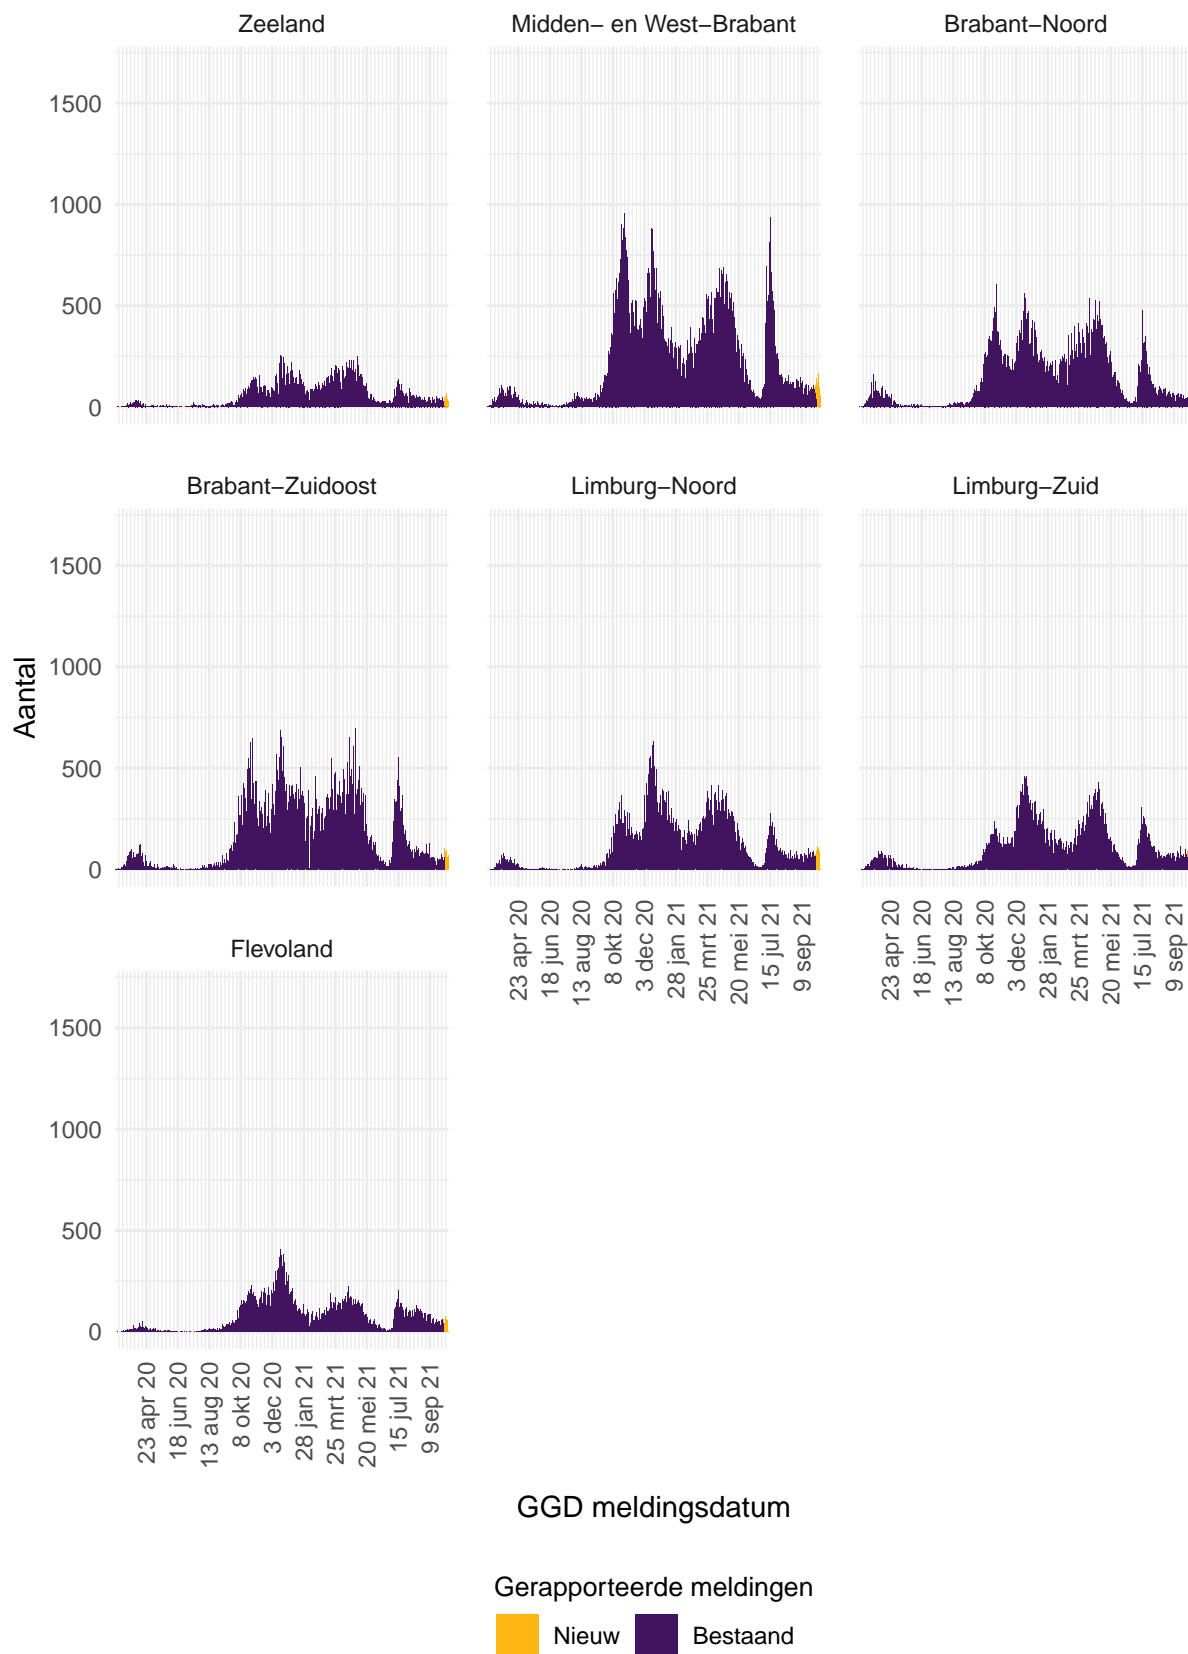 Zeeland
Midden− en West−Brabant
Brabant−Noord
1500
1000
500
0
Brabant−Zuidoost
Limburg−Noord
Limburg−Zuid
1500
1000
500
0
Aantal
23 apr 20
18 jun 20
13 aug 20
8 okt 20
3 dec 20
28 jan 21
25 mrt 21
20 mei 21
15 jul 21
9 sep 21
23 apr 20
18 jun 20
13 aug 20
8 okt 20
3 dec 20
28 jan 21
25 mrt 21
20 mei 21
15 jul 21
9 sep 21
Flevoland
1500
1000
500
0
23 apr 20
18 jun 20
13 aug 20
8 okt 20
3 dec 20
28 jan 21
25 mrt 21
20 mei 21
15 jul 21
9 sep 21
GGD meldingsdatum
Gerapporteerde meldingen
Nieuw
Bestaand